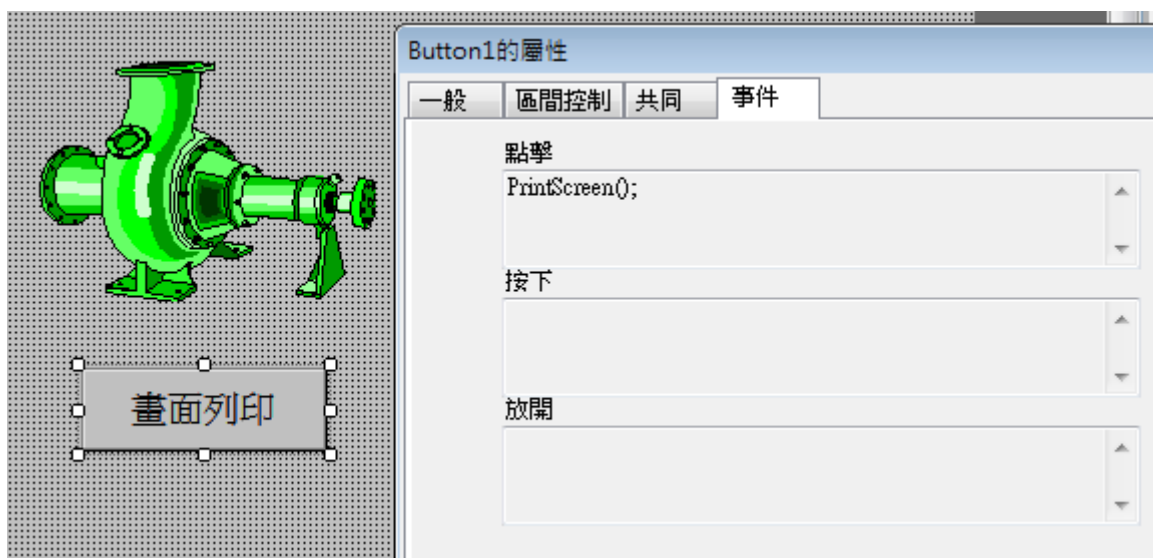 Button1的屬性
一般 區間控制 共同 事件
點擊
PrintScreen();
按下
放開
畫面列印